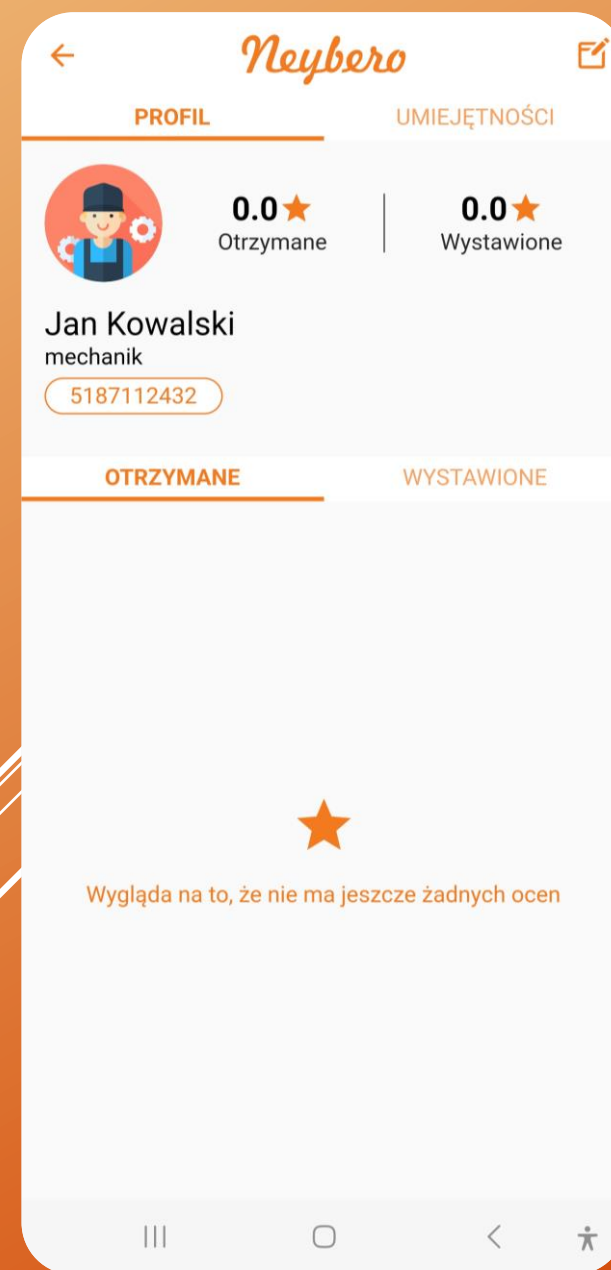 Neybero
PROFIL UMIEJĘTNOŚCI
0.0 0.0
Otrzymane Wystawione
Jan Kowalski
mechanik
5187112432
OTRZYMANE WYSTAWIONE
Wygląda na to, że nie ma jeszcze żadnych ocen